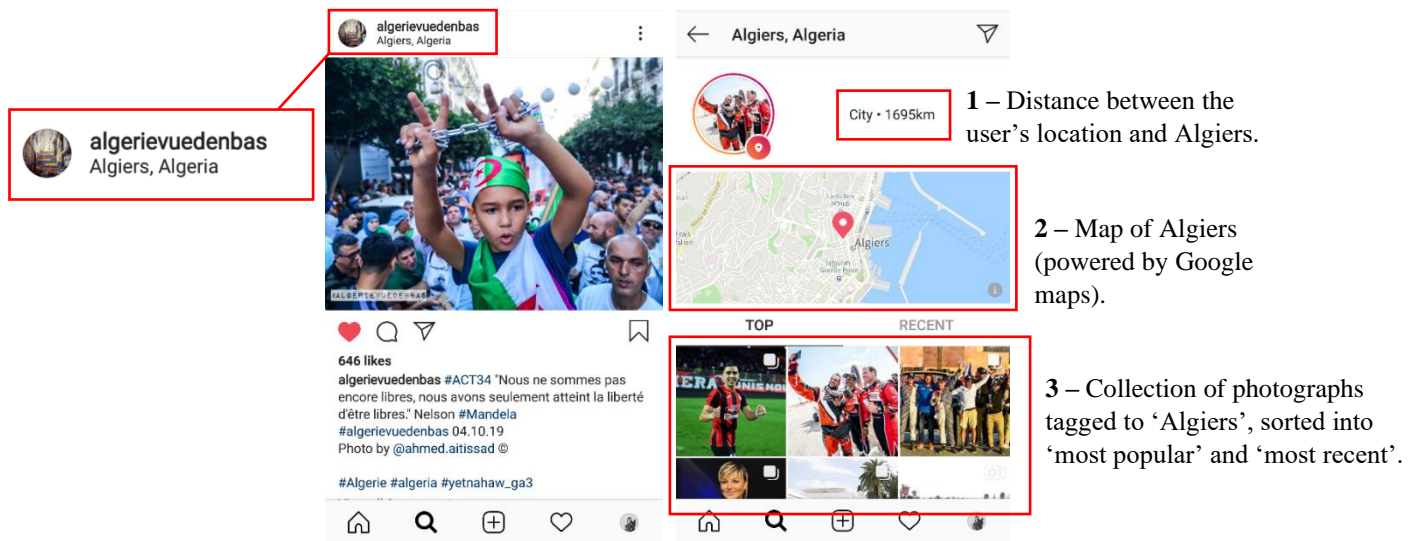 algerievuedenbas
Algiers, Algeria
algerievuedenbas
Algiers, Algeria
#ALGERIEVUEDENBAS
646 likes
algerievuedenbas #ACT34 "Nous ne sommes pas
encore libres, nous avons seulement atteint la liberté
d'être libres." Nelson #Mandela
#algerievuedenbas 04.10.19
Photo by @ahmed.aitissad ©
#Algerie #algeria #yetnahaw_ga3
Algiers, Algeria
City • 1695km
1 – Distance between the
user's location and Algiers.
Algiers
2 – Map of Algiers
(powered by Google
maps).
TOP
RECENT
3 – Collection of photographs
tagged to ‘Algiers’, sorted into
‘most popular’ and ‘most recent’.